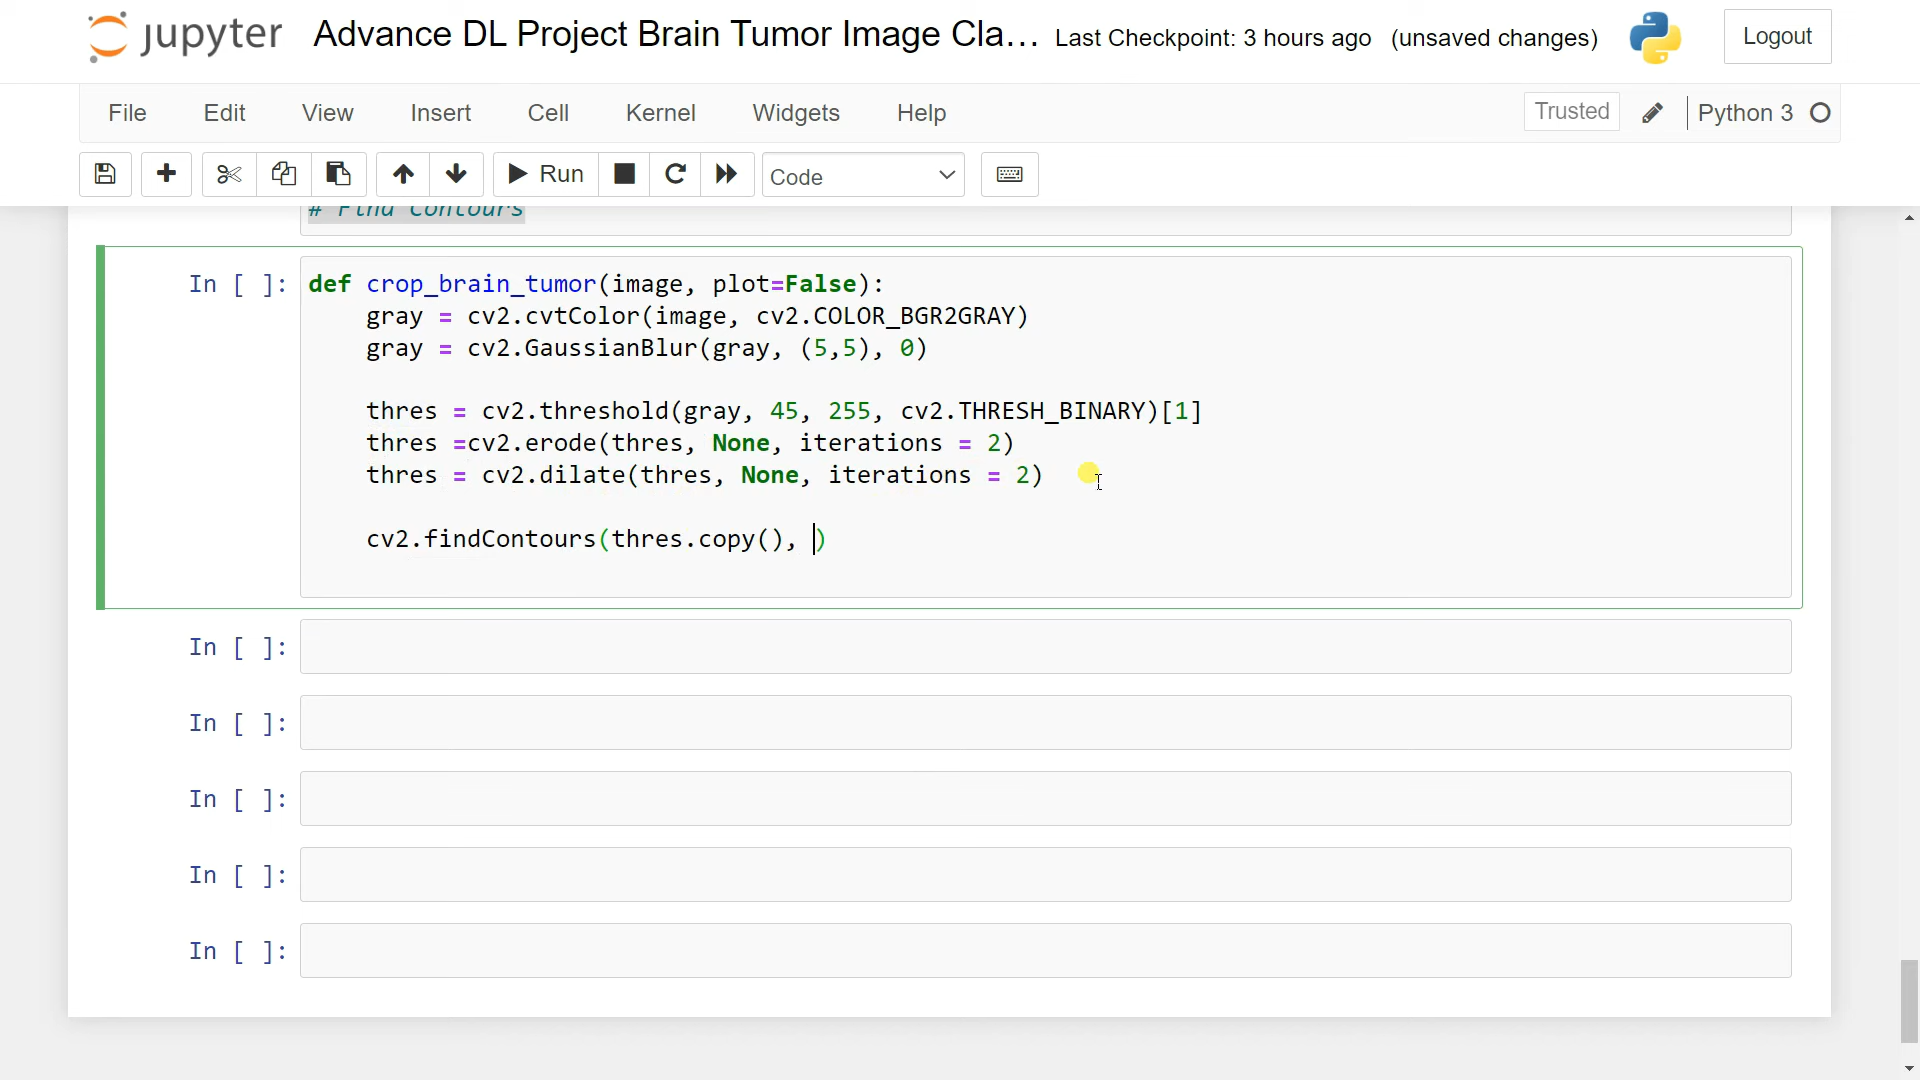 jupyter Advance DL Project Brain Tumor Image Cla... Last Checkpoint: 3 hours ago (unsaved changes) Logout
File Edit View Insert Cell Kernel Widgets Help Trusted Python 3
Run Code
# Find Contours
In [ ]: def crop_brain_tumor(image, plot=False):
gray = cv2.cvtColor(image, cv2.COLOR_BGR2GRAY)
gray = cv2.GaussianBlur(gray, (5,5), 0)
thres = cv2.threshold(gray, 45, 255, cv2.THRESH_BINARY)[1]
thres =cv2.erode(thres, None, iterations = 2)
thres = cv2.dilate(thres, None, iterations = 2)
cv2.findContours(thres.copy(), )
In [ ]:
In [ ]:
In [ ]:
In [ ]:
In [ ]: